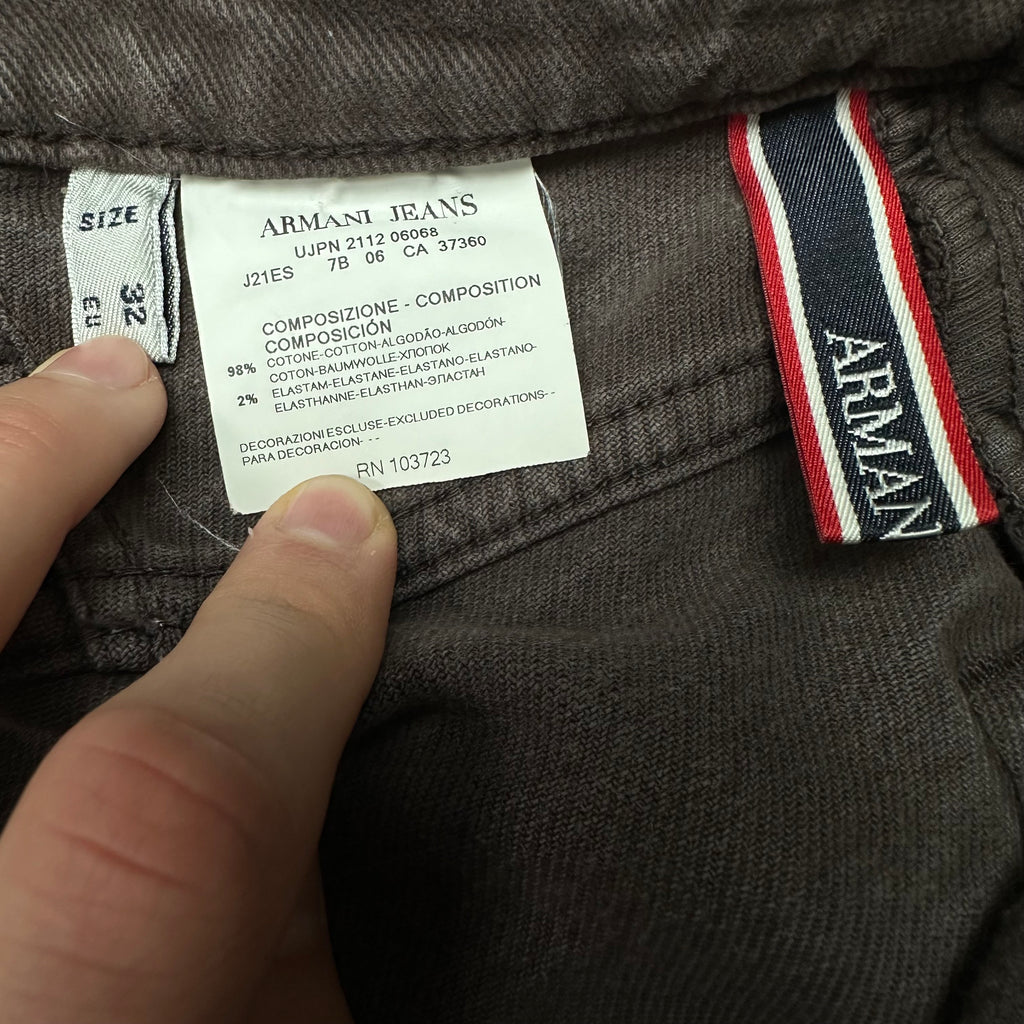 SIZE
32
EU
ARMANI JEANS
UJPN 2112 06068
J21ES 7B 06 CA 37360
COMPOSIZIONE - COMPOSITION
COMPOSICIÓN
98% COTONE-COTTON-ALGODÃO-ALGODÓN-
COTON-BAUMWOLLE-ХЛОПОК
2% ELASTAM-ELASTANE-ELASTANO-ELASTANO-
ELASTHANNE-ELASTHAN-ЭЛАСТАН
DECORAZIONI ESCLUSE-EXCLUDED DECORATIONS--
PARA DECORACION- - -
RN 103723
ARMAN